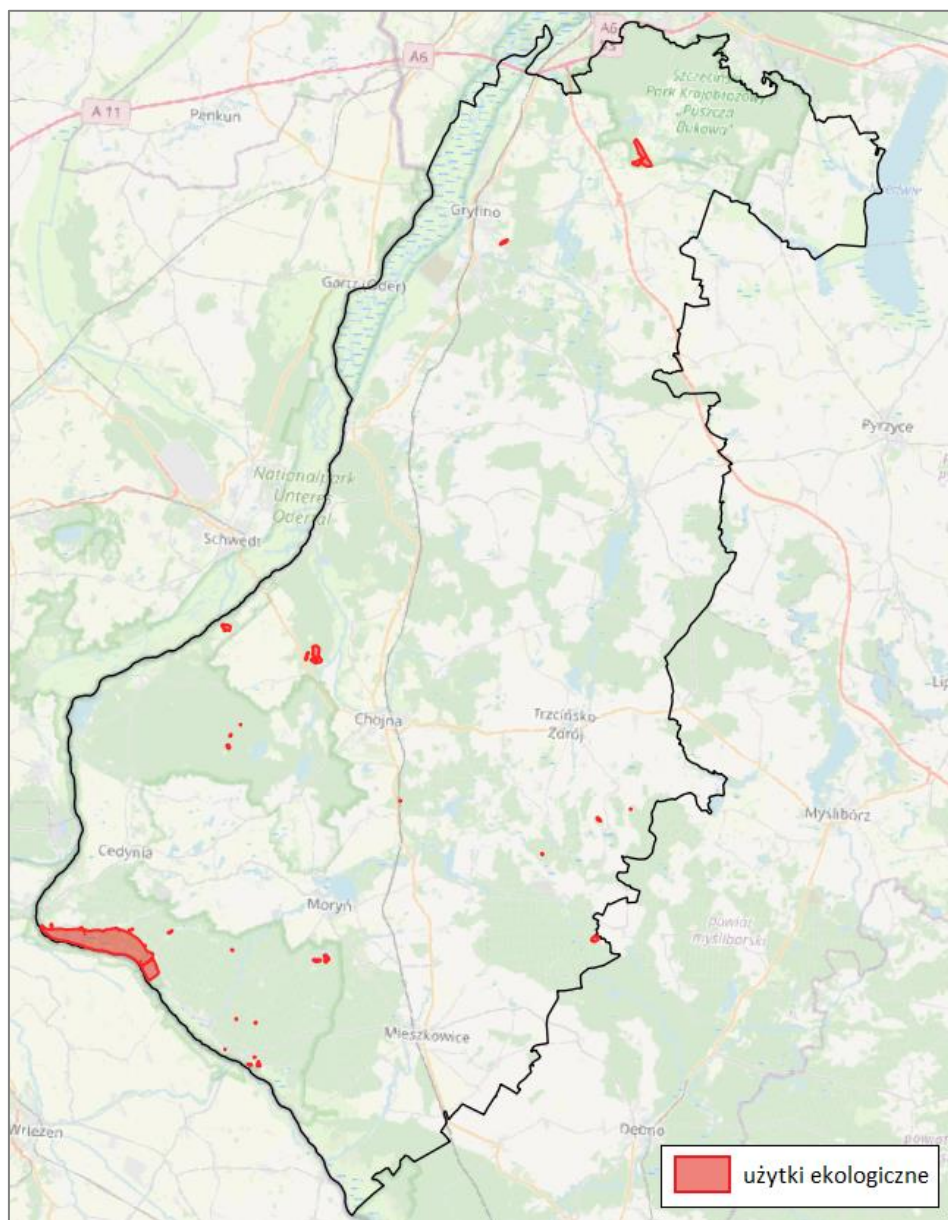 A6
A6
A 11
Penkun
Szczeciński
Park Krajobrazowy
„Puszcza
Bukowa"
Gryfino
Gartz (Oder)
Pyrzyce
Nationalpark
Unteres
Odertal
Schwedt
Chojna
Trzcińsko
Zdrój
Myślibórz
Cedynia
Moryń
powiat
myśliborski
Mieszkowice
Wriezen
Dębno
użytki ekologiczne